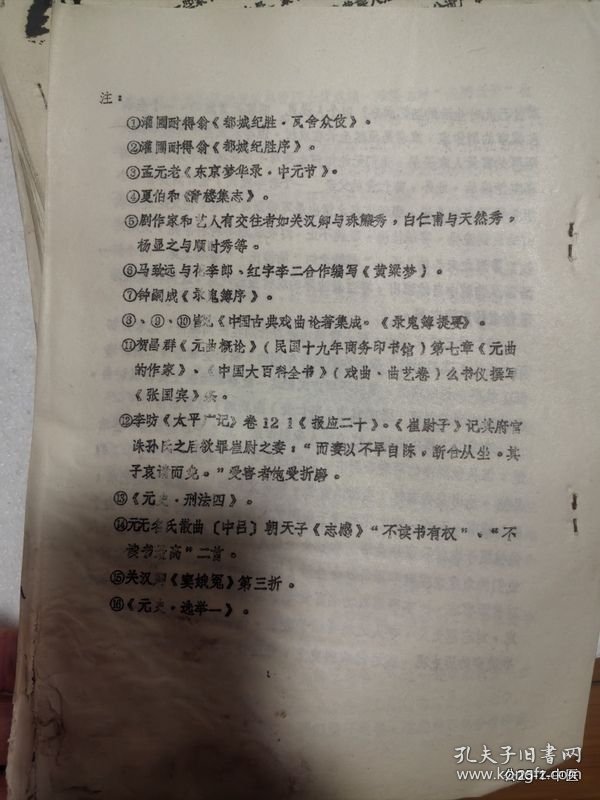 注：
①灌圃耐得翁《都城纪胜·瓦舍众伎》。
②灌圃耐得翁《都城纪胜序》。
③孟元老《东京梦华录·中元节》。
④夏伯和《青楼集志》。
⑤剧作家和艺人有交往者如关汉卿与珠帘秀，白仁甫与天然秀，
杨显之与顺时秀等。
⑥马致远与李郎、红字李二合作编写《黄粱梦》。
⑦钟嗣成《录鬼簿序》。
⑧、⑨、⑩皆见《中国古典戏曲论著集成。《录鬼簿提要》。
⑪贺昌群《元曲概论》（民国十九年商务印书馆）第七章《元曲
的作家》、《中国大百科全书》（戏曲、曲艺卷）么书仪撰写
《张国宾》条。
⑫李昉《太平广记》卷121《报应二十》。《崔尉子》记其府官
诛孙氏之后欲罪崔尉之妻："而妻以不早自陈，断合从坐。其
子哀请而免。"受害者饱受折磨。
⑬《元史·刑法四》。
⑭元无名氏散曲〔中吕〕朝天子《志感》"不读书有权"、"不
读书最高"二首。
⑮关汉卿《窦娥冤》第三折。
⑯《元史·选举一》。
孔夫子旧书网
公益
中医